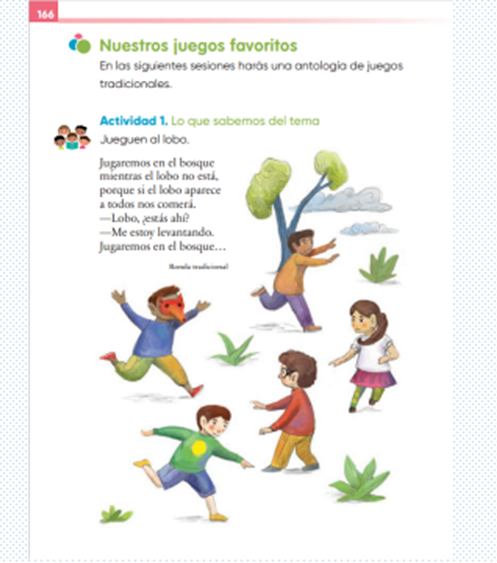 166
Nuestros juegos favoritos
En las siguientes sesiones harás una antología de juegos
tradicionales.
Actividad 1. Lo que sabemos del tema
Jueguen al lobo.
Jugaremos en el bosque
mientras el lobo no está,
porque si el lobo aparece
a todos nos comerá.
—Lobo, ¿estás ahí?
—Me estoy levantando.
Jugaremos en el bosque...
Ronda tradicional